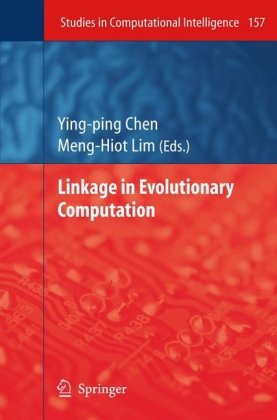 Studies in Computational Intelligence 157
Ying-ping Chen
Meng-Hiot Lim (Eds.)
Linkage in Evolutionary
Computation
Springer